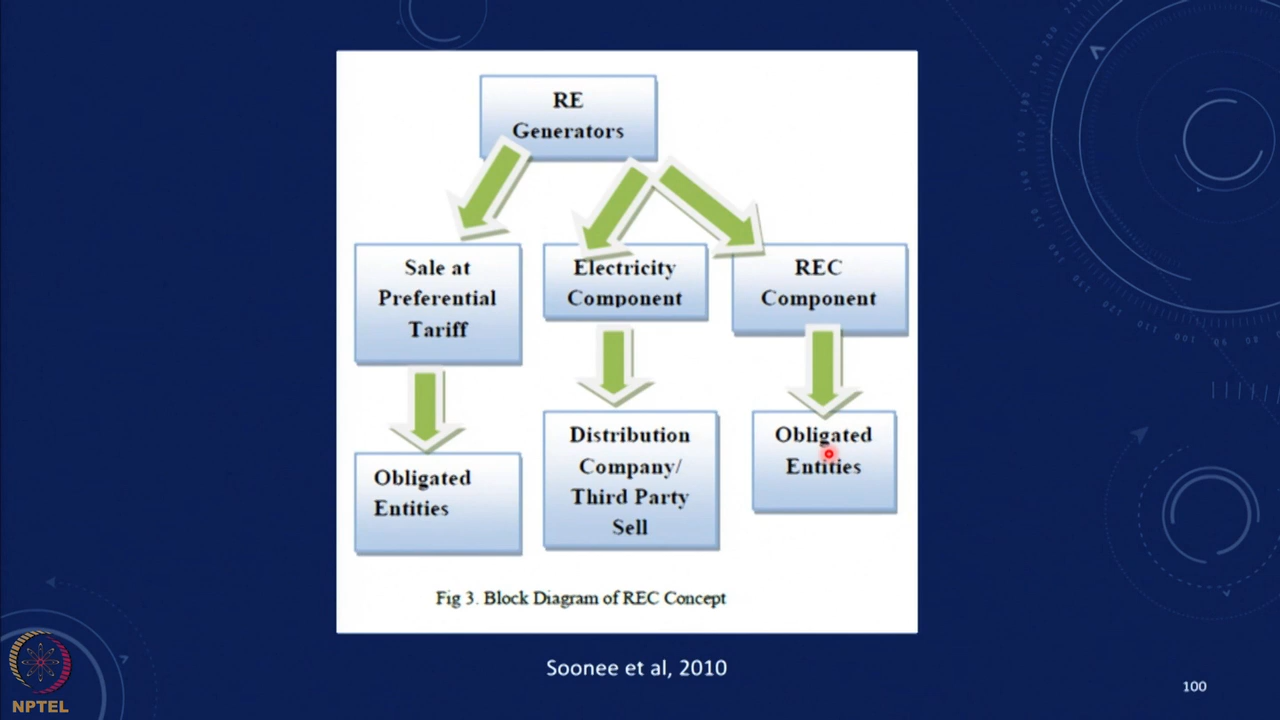 RE
Generators
Sale at
Preferential
Tariff
Electricity
Component
REC
Component
Obligated
Entities
Distribution
Company/
Third Party
Sell
Obligated
Entities
Fig 3. Block Diagram of REC Concept
Soonee et al, 2010
100
NPTEL